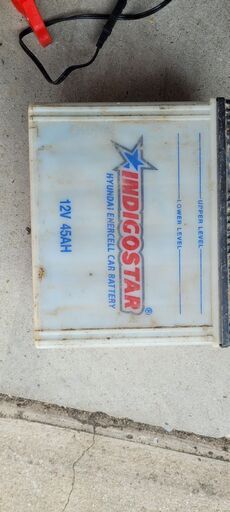 UPPER LEVEL
LOWER LEVEL
INDIGOSTAR®
HYUNDAI ENERCELL CAR BATTERY
12V 45AH